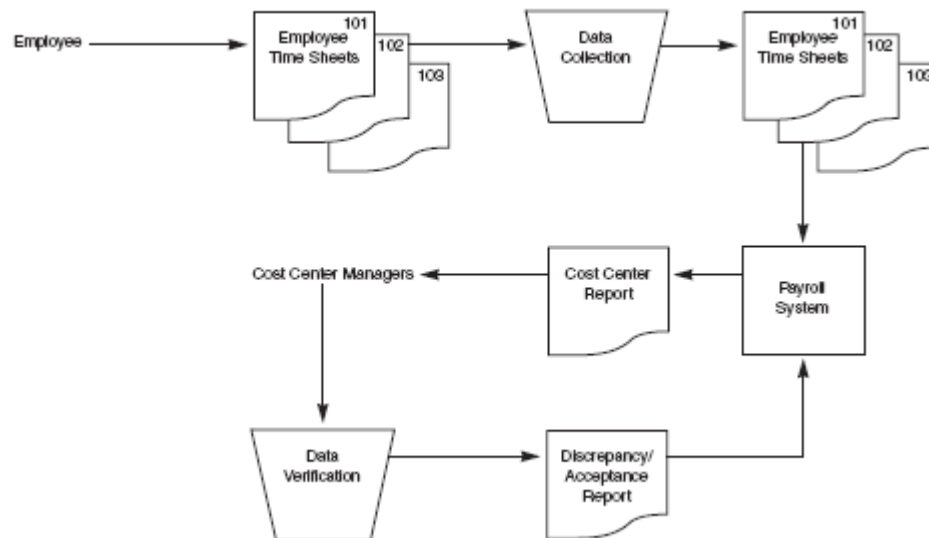 101
Employee
Employee
Time Sheets
102
103
Data
Collection
101
Employee
Time Sheets
102
103
Cost Center Managers
Cost Center
Report
Payroll
System
Data
Verification
Discrepancy/
Acceptance
Report